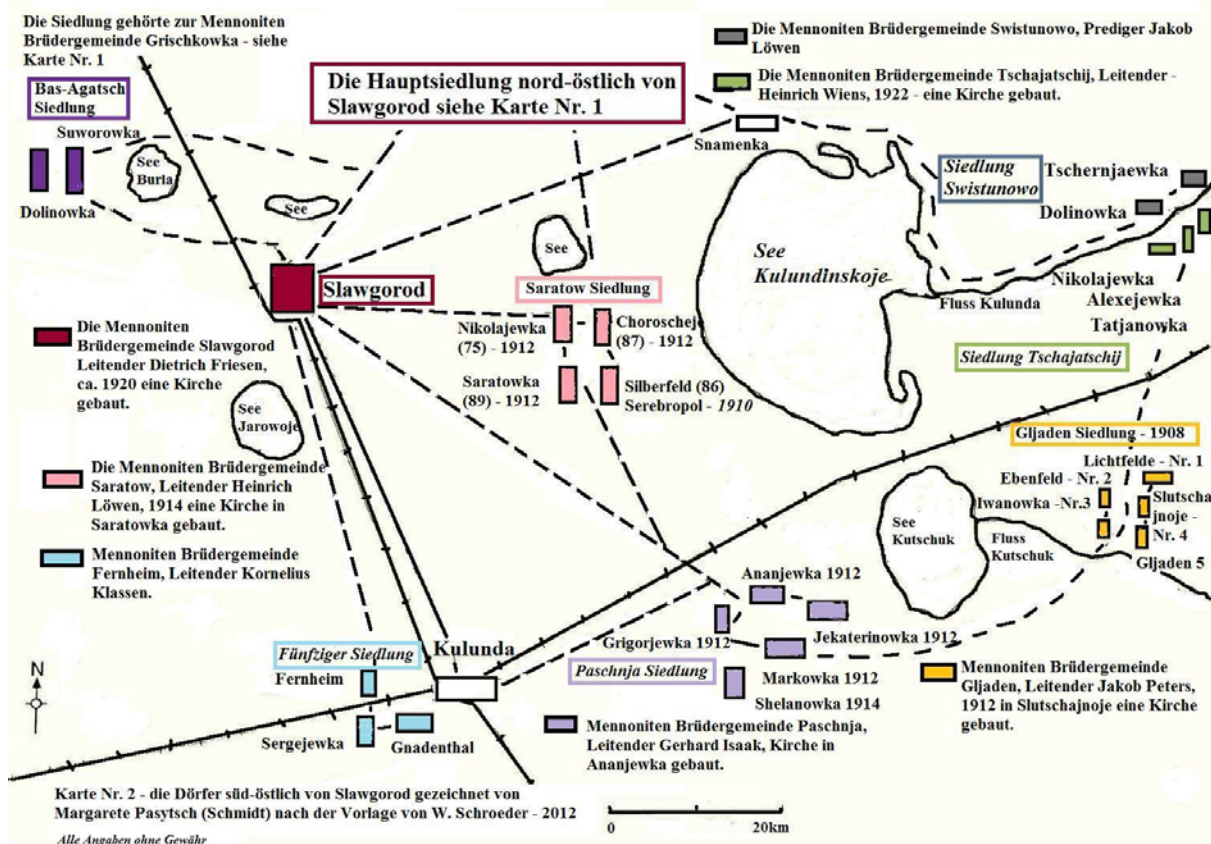 Die Siedlung gehörte zur Mennoniten
Brüdergemeinde Grischkowka - siehe
Karte Nr. 1
Bas-Agatsch
Siedlung
Suworowka
See
Burla
Dolinowka
See
Die Hauptsiedlung nord-östlich von
Slawgorod siehe Karte Nr. 1
Die Mennoniten Brüdergemeinde Swistunowo, Prediger Jakob
Löwen
Die Mennoniten Brüdergemeinde Tschajatschij, Leitender -
Heinrich Wiens, 1922 - eine Kirche gebaut.
Snamenka
Siedlung
Swistunowo
Tschernjaewka
Dolinowka
See
Kulundinskoje
Fluss Kulunda
Nikolajewka
Alexejewka
Tatjanowka
Siedlung Tschajatschij
Slawgorod
See
Saratow Siedlung
Nikolajewka
(75) - 1912
Choroscheje
(87) - 1912
Saratowka
(89) - 1912
Silberfeld (86)
Serebropol - 1910
Die Mennoniten
Brüdergemeinde Slawgorod
Leitender Dietrich Friesen,
ca. 1920 eine Kirche
gebaut.
See
Jarowoje
Die Mennoniten Brüdergemeinde
Saratow, Leitender Heinrich
Löwen, 1914 eine Kirche in
Saratowka gebaut.
Mennoniten Brüdergemeinde
Fernheim, Leitender Kornelius
Klassen.
Gljaden Siedlung - 1908
Lichtfelde - Nr. 1
Ebenfeld - Nr. 2
Iwanowka -Nr.3
Slutscha
jnoje -
Nr. 4
Gljaden 5
See
Kutschuk
Fluss
Kutschuk
Ananjewka 1912
Grigorjewka 1912
Jekaterinowka 1912
Paschnja Siedlung
Markowka 1912
Shelanowka 1914
Mennoniten Brüdergemeinde
Gljaden, Leitender Jakob Peters,
1912 in Slutschajnoje eine Kirche
gebaut.
Mennoniten Brüdergemeinde Paschnja,
Leitender Gerhard Isaak, Kirche in
Ananjewka gebaut.
Fünfziger Siedlung
Kulunda
Fernheim
Sergejewka
Gnadenthal
N
Karte Nr. 2 - die Dörfer süd-östlich von Slawgorod gezeichnet von
Margarete Pasytsch (Schmidt) nach der Vorlage von W. Schroeder - 2012
0 20km
Alle Angaben ohne Gewähr